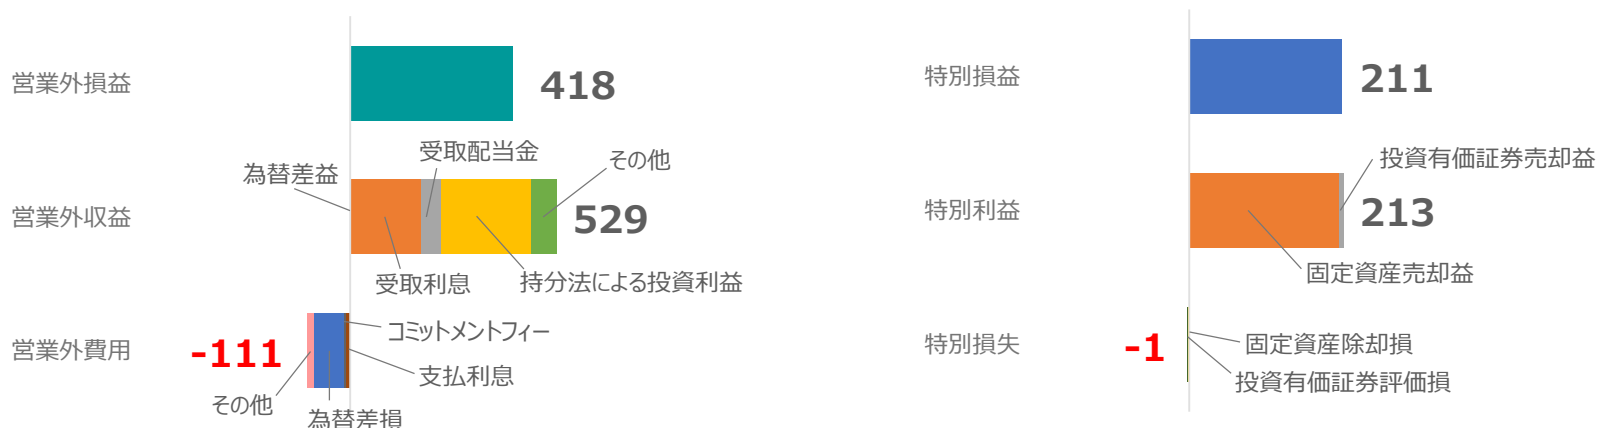 営業外損益
418
為替差益
受取配当金
その他
営業外収益
529
受取利息
持分法による投資利益
営業外費用
-111
コミットメントフィー
支払利息
その他
為替差損
特別損益
211
投資有価証券売却益
特別利益
213
固定資産売却益
特別損失
-1
固定資産除却損
投資有価証券評価損